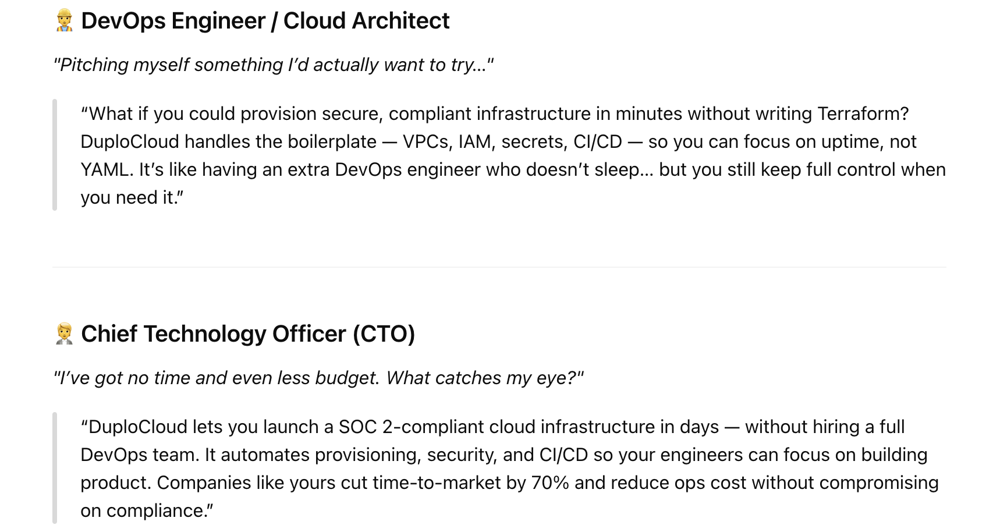 👷 DevOps Engineer / Cloud Architect
"Pitching myself something I’d actually want to try..."
“What if you could provision secure, compliant infrastructure in minutes without writing Terraform?
DuploCloud handles the boilerplate — VPCs, IAM, secrets, CI/CD — so you can focus on uptime, not
YAML. It’s like having an extra DevOps engineer who doesn’t sleep... but you still keep full control when
you need it.”
🧑‍💼 Chief Technology Officer (CTO)
"I’ve got no time and even less budget. What catches my eye?"
“DuploCloud lets you launch a SOC 2-compliant cloud infrastructure in days — without hiring a full
DevOps team. It automates provisioning, security, and CI/CD so your engineers can focus on building
product. Companies like yours cut time-to-market by 70% and reduce ops cost without compromising
on compliance.”